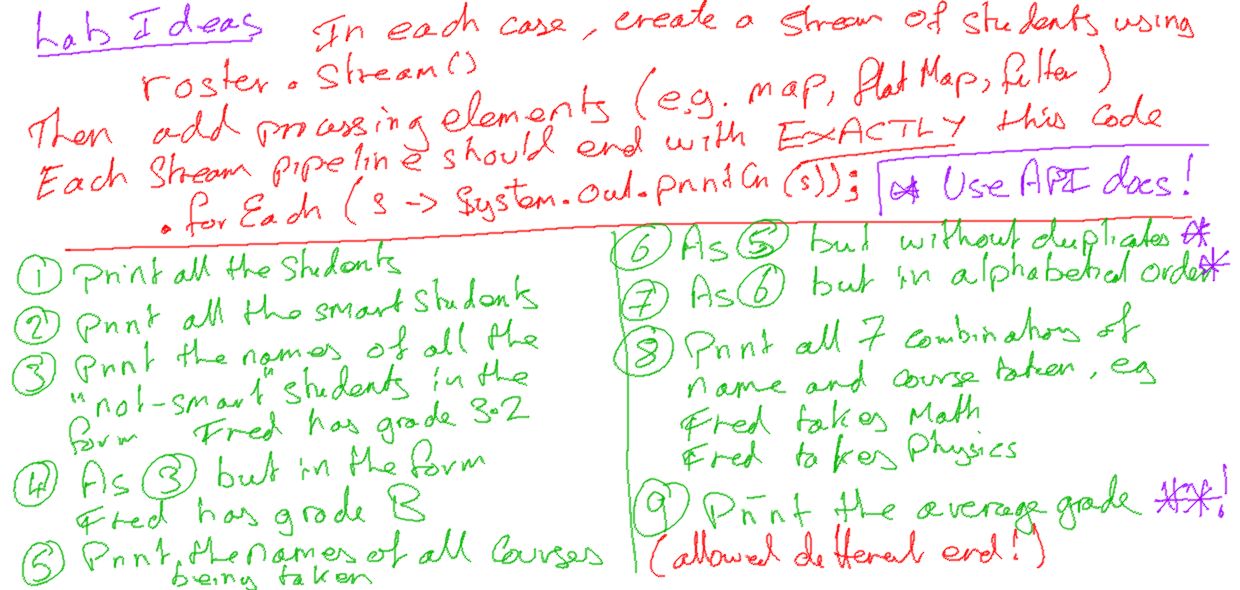 Lab Ideas In each case, create a stream of students using
roster.stream()
Then add processing elements (e.g. map, flatMap, filter)
Each Stream pipeline should end with EXACTLY this code
.forEach(s -> System.out.println(s)); * Use API docs!
① Print all the students
② Print all the smart students
③ Print the names of all the
"not-smart" students in the
form Fred has grade 3.2
④ As ③ but in the form
Fred has grade B
⑤ Print the names of all courses
being taken
⑥ As ⑤ but without duplicates *
⑦ As ⑥ but in alphabetical order *
⑧ Print all 7 combinations of
name and course taken, eg
Fred takes Math
Fred takes Physics
⑨ Print the average grade **!
(allowed different end!)